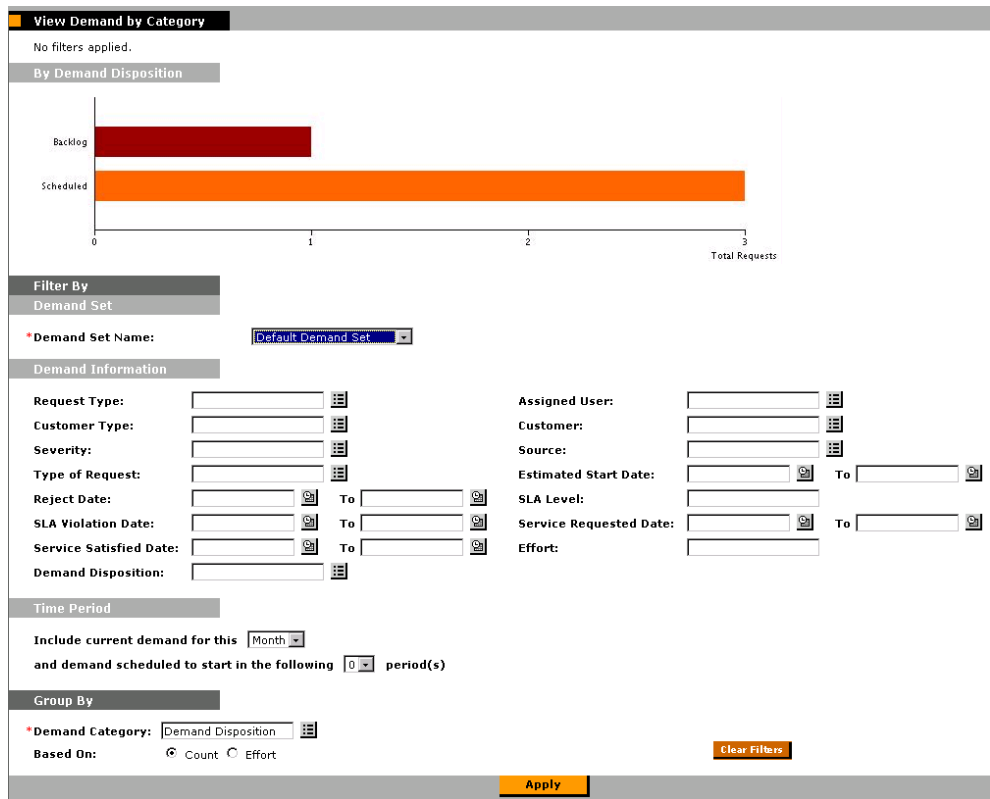 View Demand by Category
No filters applied.
By Demand Disposition
Backlog
Scheduled
0 1 2 3
Total Requests
Filter By
Demand Set
*Demand Set Name: Default Demand Set
Demand Information
Request Type: Assigned User:
Customer Type: Customer:
Severity: Source:
Type of Request: Estimated Start Date: To
Reject Date: To SLA Level:
SLA Violation Date: To Service Requested Date: To
Service Satisfied Date: To Effort:
Demand Disposition:
Time Period
Include current demand for this Month
and demand scheduled to start in the following 0 period(s)
Group By
*Demand Category: Demand Disposition
Based On: Count Effort
Clear Filters
Apply